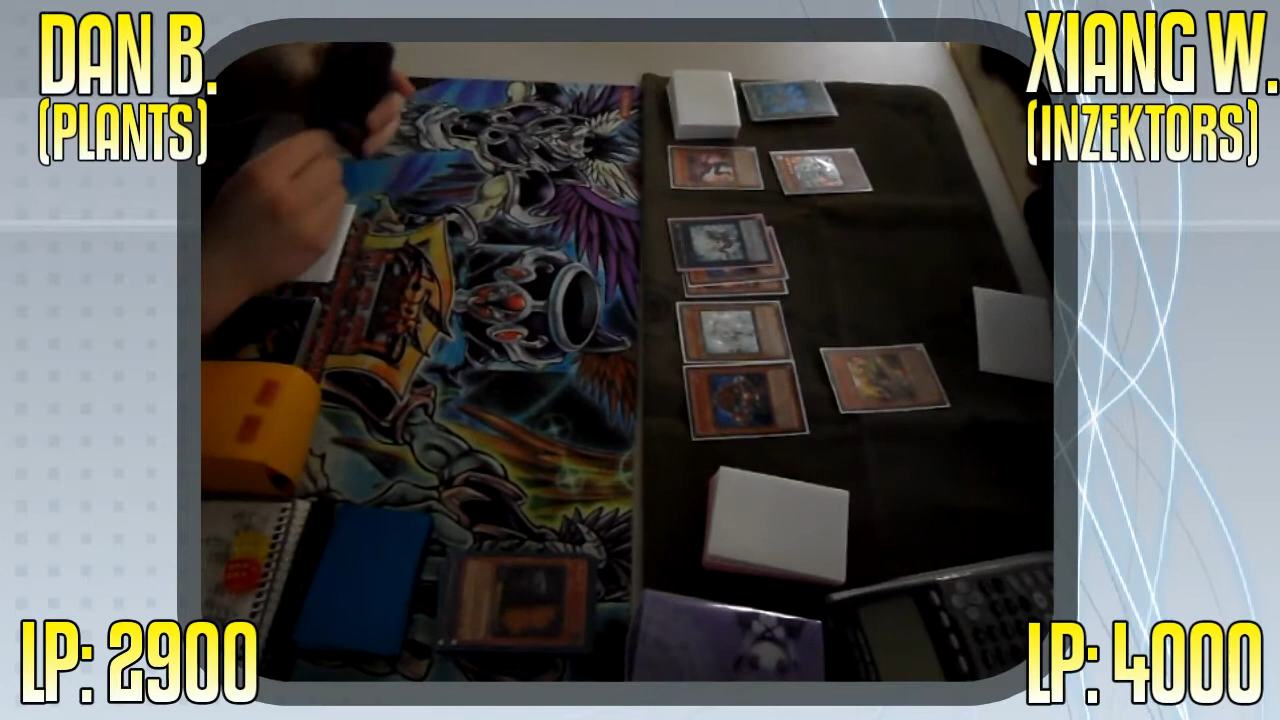 DAN B.
(PLANTS)
XIANG W.
(INZEKTORS)
LP: 2900
LP: 4000